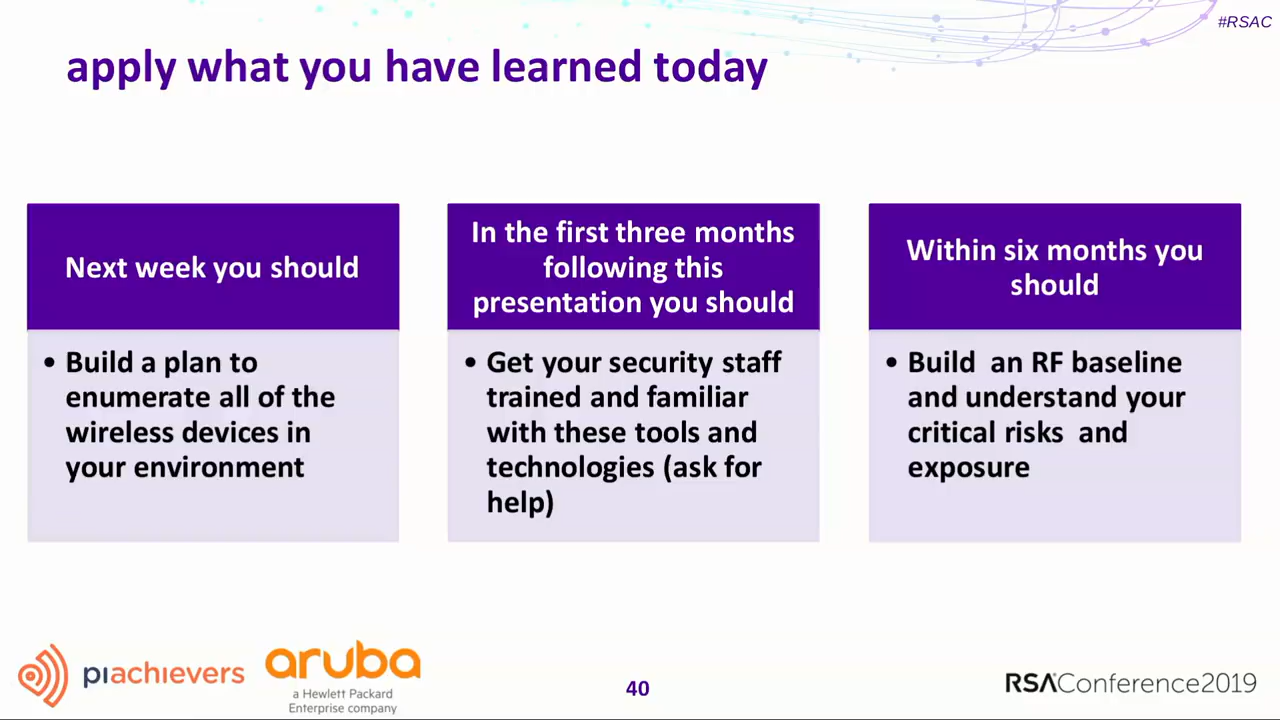 #RSAC
apply what you have learned today
Next week you should
• Build a plan to
enumerate all of the
wireless devices in
your environment
In the first three months
following this
presentation you should
• Get your security staff
trained and familiar
with these tools and
technologies (ask for
help)
Within six months you
should
• Build an RF baseline
and understand your
critical risks and
exposure
piachievers
aruba
a Hewlett Packard
Enterprise company
40
RSAConference2019